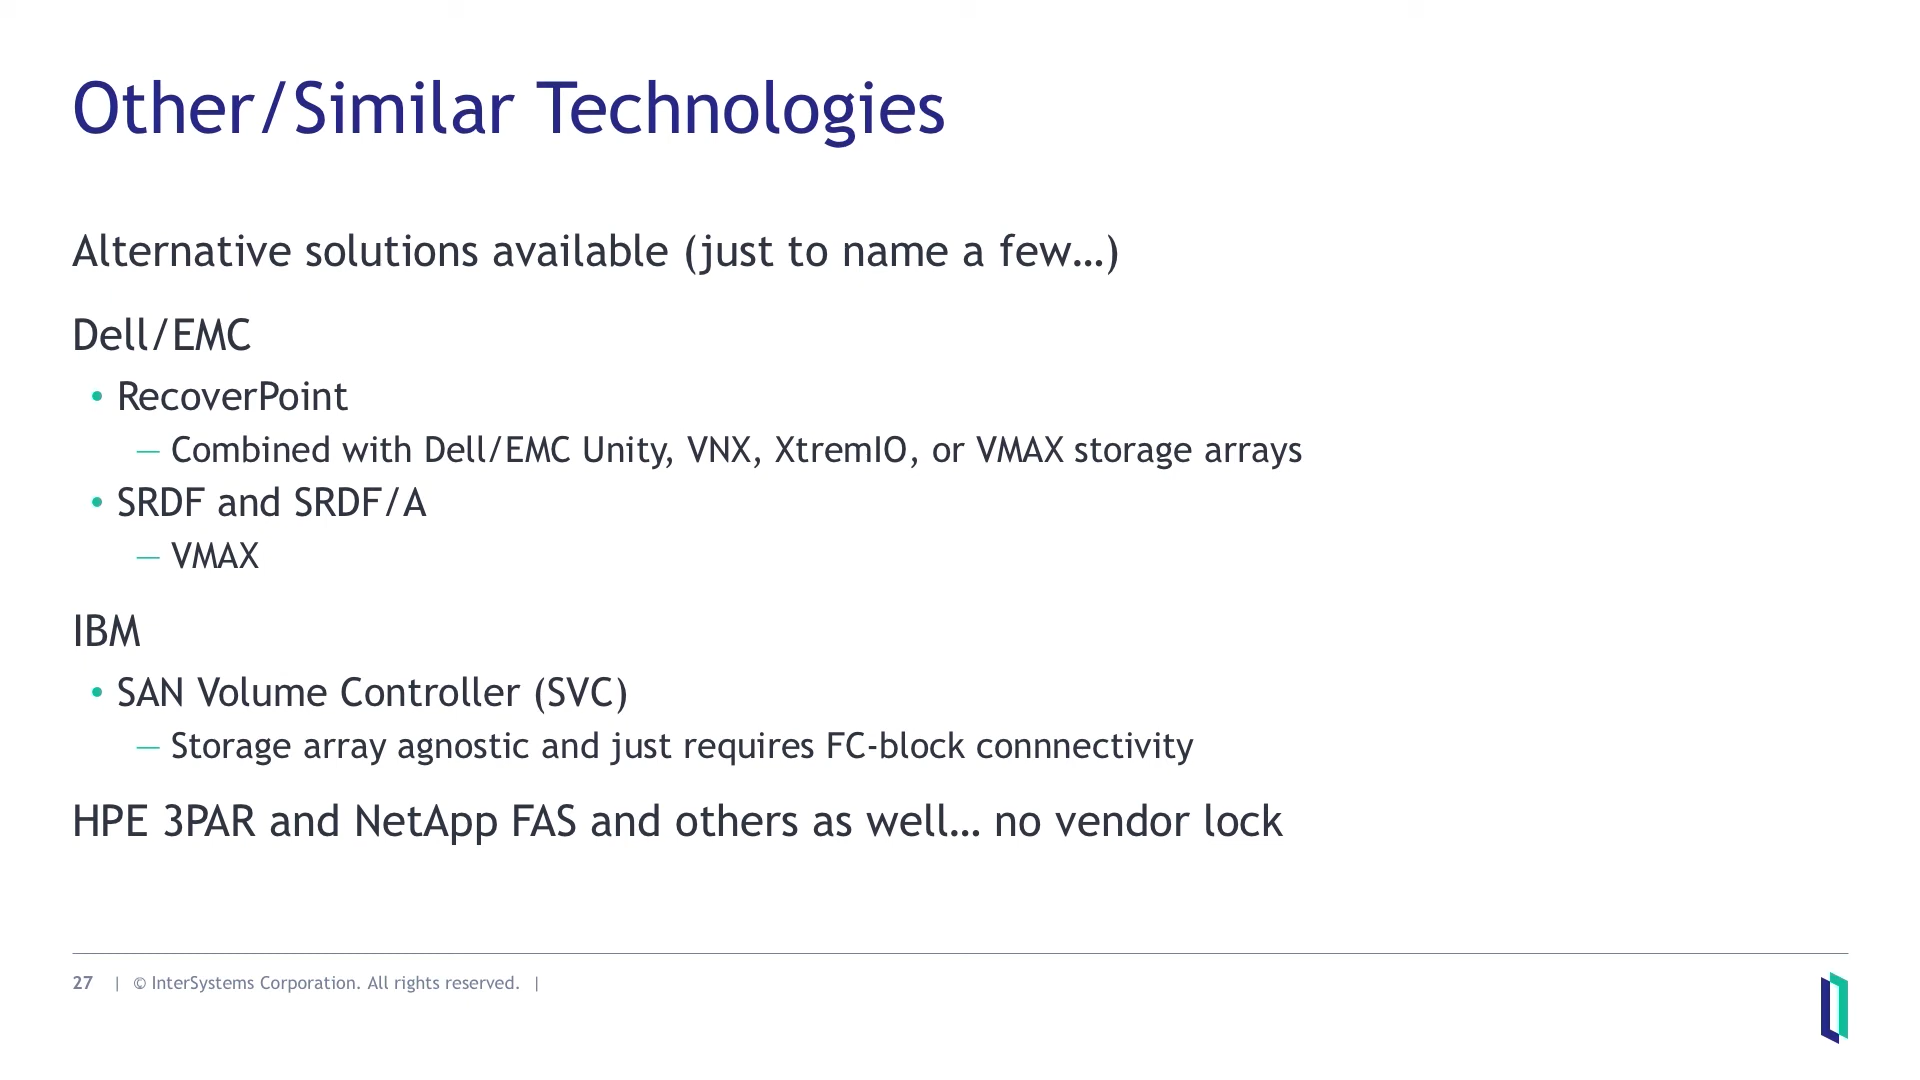 Other/Similar Technologies
Alternative solutions available (just to name a few…)
Dell/EMC
• RecoverPoint
— Combined with Dell/EMC Unity, VNX, XtremIO, or VMAX storage arrays
• SRDF and SRDF/A
— VMAX
IBM
• SAN Volume Controller (SVC)
— Storage array agnostic and just requires FC-block connnectivity
HPE 3PAR and NetApp FAS and others as well… no vendor lock
27 | © InterSystems Corporation. All rights reserved. |